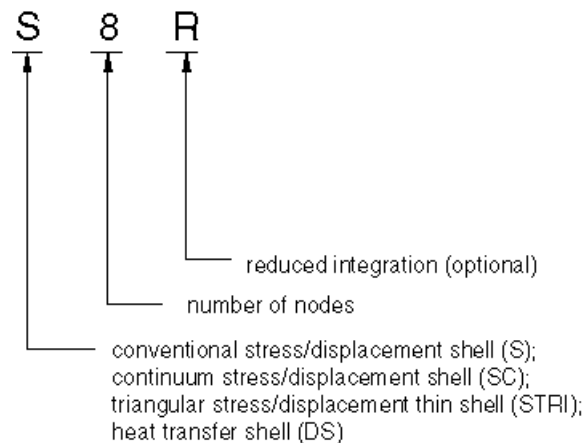 S 8 R
reduced integration (optional)
number of nodes
conventional stress/displacement shell (S);
continuum stress/displacement shell (SC);
triangular stress/displacement thin shell (STRI);
heat transfer shell (DS)